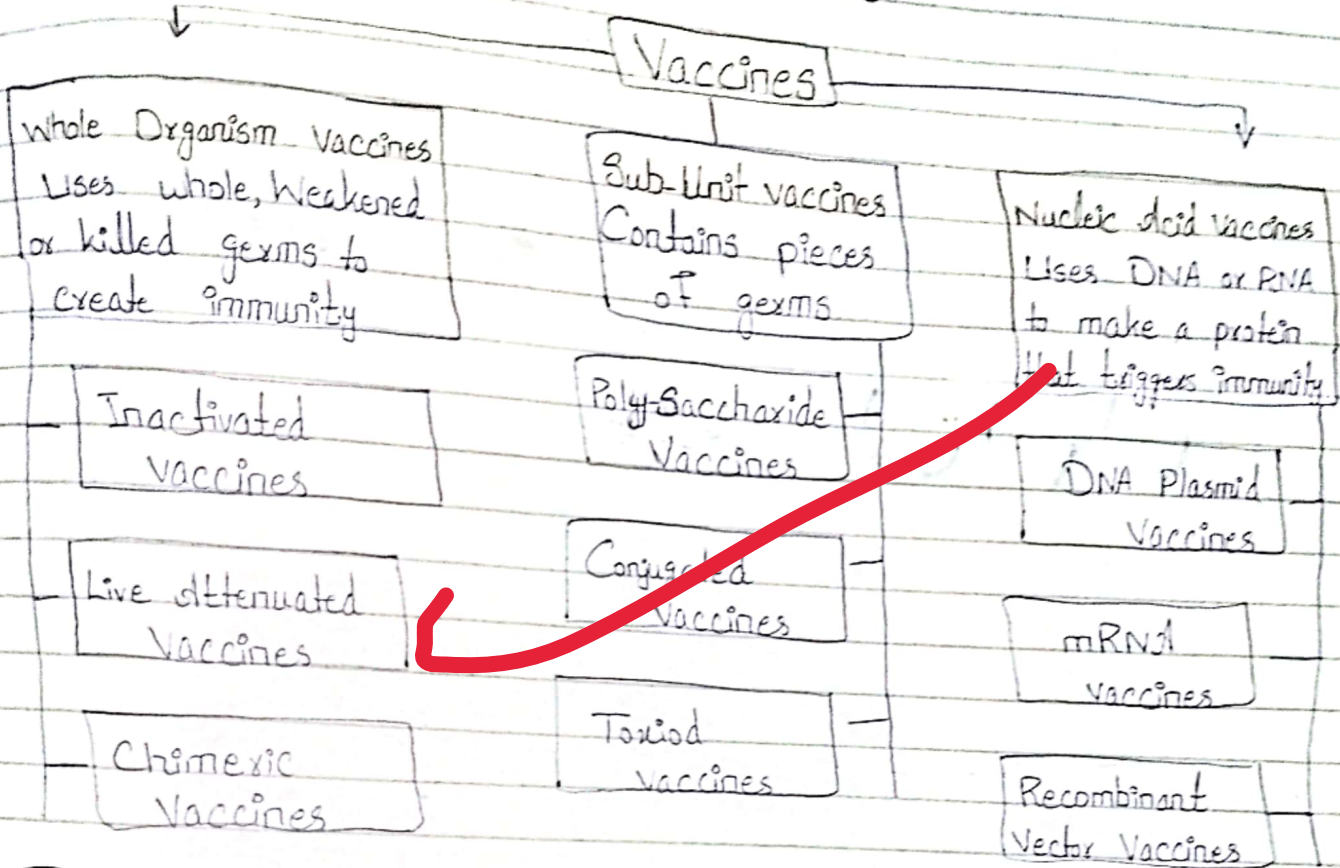 Vaccines
Whole Organism Vaccines
Uses whole, Weakened
or killed germs to
create immunity
Inactivated
Vaccines
Live Attenuated
Vaccines
Chimeric
Vaccines
Sub-Unit vaccines
Contains pieces
of germs
Poly-Saccharide
Vaccines
Conjugated
Vaccines
Toxiod
Vaccines
Nucleic Acid Vaccines
Uses DNA or RNA
to make a protein
that triggers immunity.
DNA Plasmid
Vaccines
mRNA
Vaccines
Recombinant
Vector Vaccines